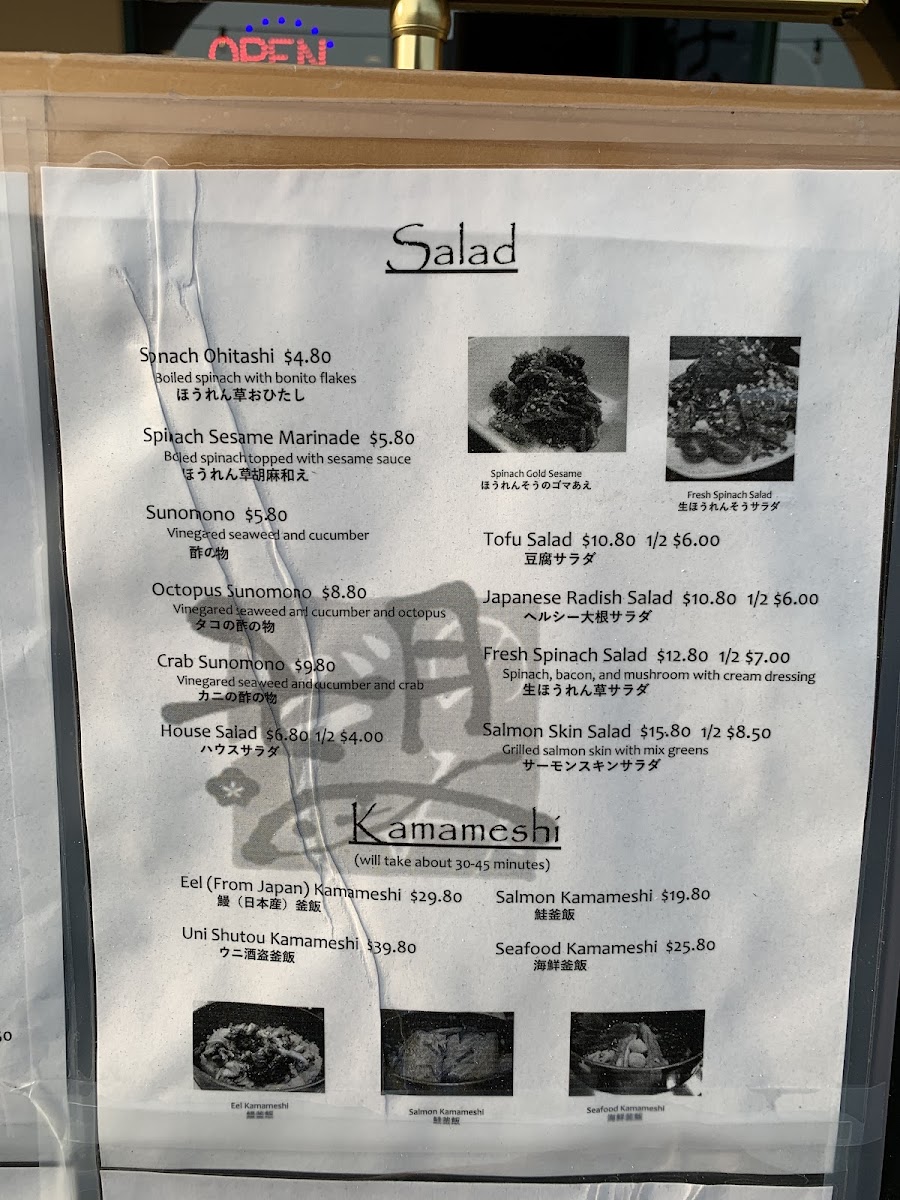 OPEN
Salad
Spnach Ohitashi $4.80
Boiled spinach with bonito flakes
ほうれん草おひたし
Spinach Sesame Marinade $5.80
Boled spinach topped with sesame sauce
ほうれん草胡麻和え
Sunomono $5.80
Vinegared seaweed and cucumber
酢の物
Octopus Sunomono $8.80
Vinegared seaweed and cucumber and octopus
タコの酢の物
Crab Sunomono $9.80
Vinegared seaweed and cucumber and crab
カニの酢の物
House Salad $6.80 1/2 $4.00
ハウスサラダ
Spinach Gold Sesame
ほうれんそうのゴマあえ
Fresh Spinach Salad
生ほうれんそうサラダ
Tofu Salad $10.80 1/2 $6.00
豆腐サラダ
Japanese Radish Salad $10.80 1/2 $6.00
ヘルシー大根サラダ
Fresh Spinach Salad $12.80 1/2 $7.00
Spinach, bacon, and mushroom with cream dressing
生ほうれん草サラダ
Salmon Skin Salad $15.80 1/2 $8.50
Grilled salmon skin with mix greens
サーモンスキンサラダ
Kamameshi
(will take about 30-45 minutes)
Eel (From Japan) Kamameshi $29.80
鰻（日本産）釜飯
Uni Shutou Kamameshi $39.80
ウニ酒盗釜飯
Salmon Kamameshi $19.80
鮭釜飯
Seafood Kamameshi $25.80
海鮮釜飯
Eel Kamameshi
鰻釜飯
Salmon Kamameshi
鮭釜飯
Seafood Kamameshi
海鮮釜飯